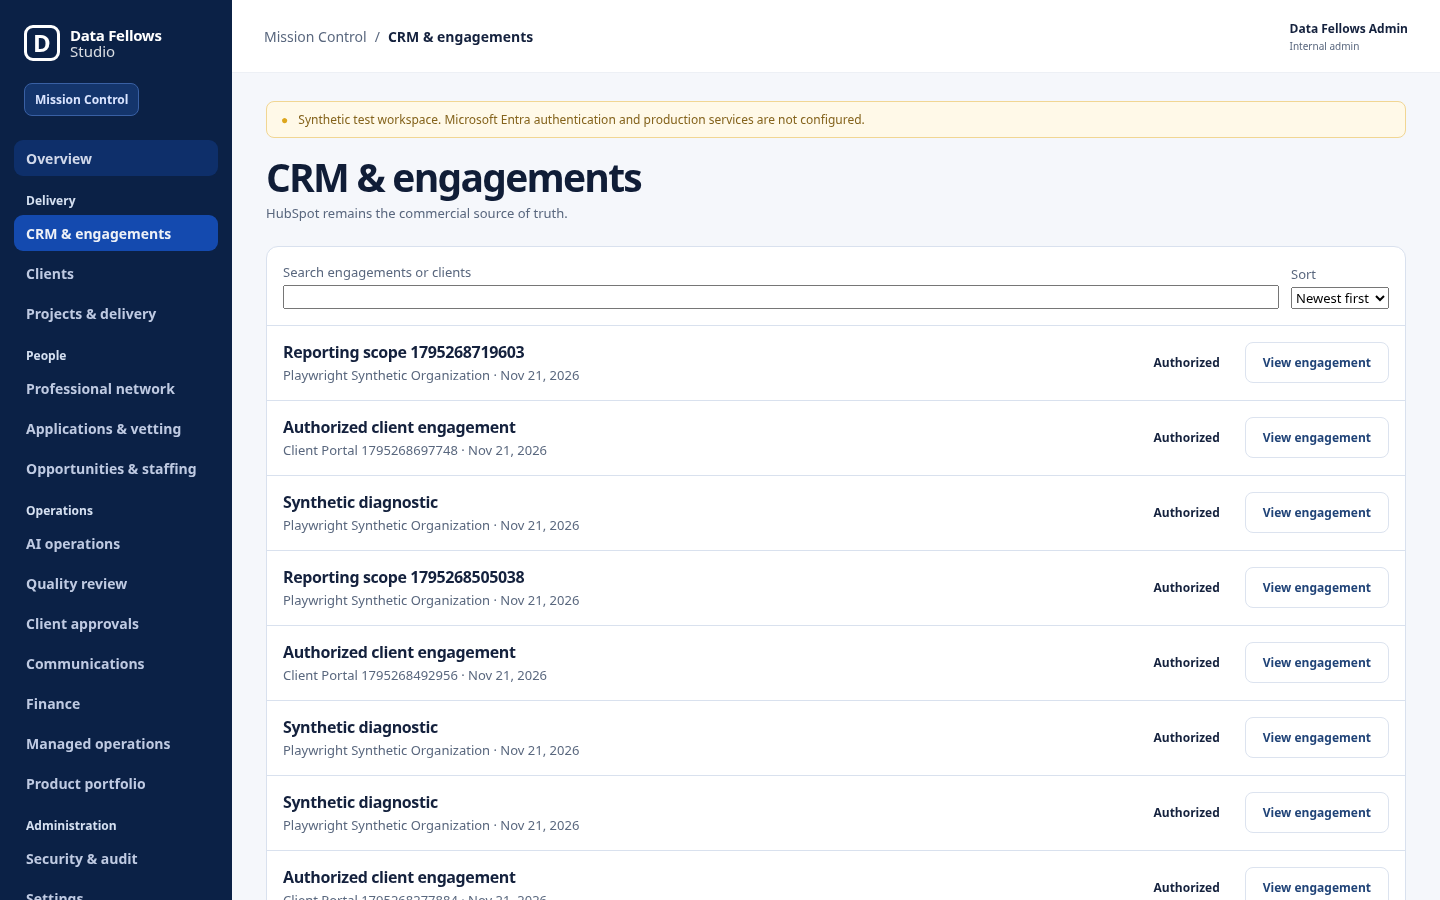 D
Data Fellows
Studio
Mission Control
Overview
Delivery
CRM & engagements
Clients
Projects & delivery
People
Professional network
Applications & vetting
Opportunities & staffing
Operations
AI operations
Quality review
Client approvals
Communications
Finance
Managed operations
Product portfolio
Administration
Security & audit
Settings
Mission Control / CRM & engagements
Data Fellows Admin
Internal admin
Synthetic test workspace. Microsoft Entra authentication and production services are not configured.
CRM & engagements
HubSpot remains the commercial source of truth.
Search engagements or clients
Sort
Newest first
Reporting scope 1795268719603
Playwright Synthetic Organization · Nov 21, 2026
Authorized
View engagement
Authorized client engagement
Client Portal 1795268697748 · Nov 21, 2026
Authorized
View engagement
Synthetic diagnostic
Playwright Synthetic Organization · Nov 21, 2026
Authorized
View engagement
Reporting scope 1795268505038
Playwright Synthetic Organization · Nov 21, 2026
Authorized
View engagement
Authorized client engagement
Client Portal 1795268492956 · Nov 21, 2026
Authorized
View engagement
Synthetic diagnostic
Playwright Synthetic Organization · Nov 21, 2026
Authorized
View engagement
Synthetic diagnostic
Playwright Synthetic Organization · Nov 21, 2026
Authorized
View engagement
Authorized client engagement
Client Portal 1795268277884 · Nov 21, 2026
Authorized
View engagement